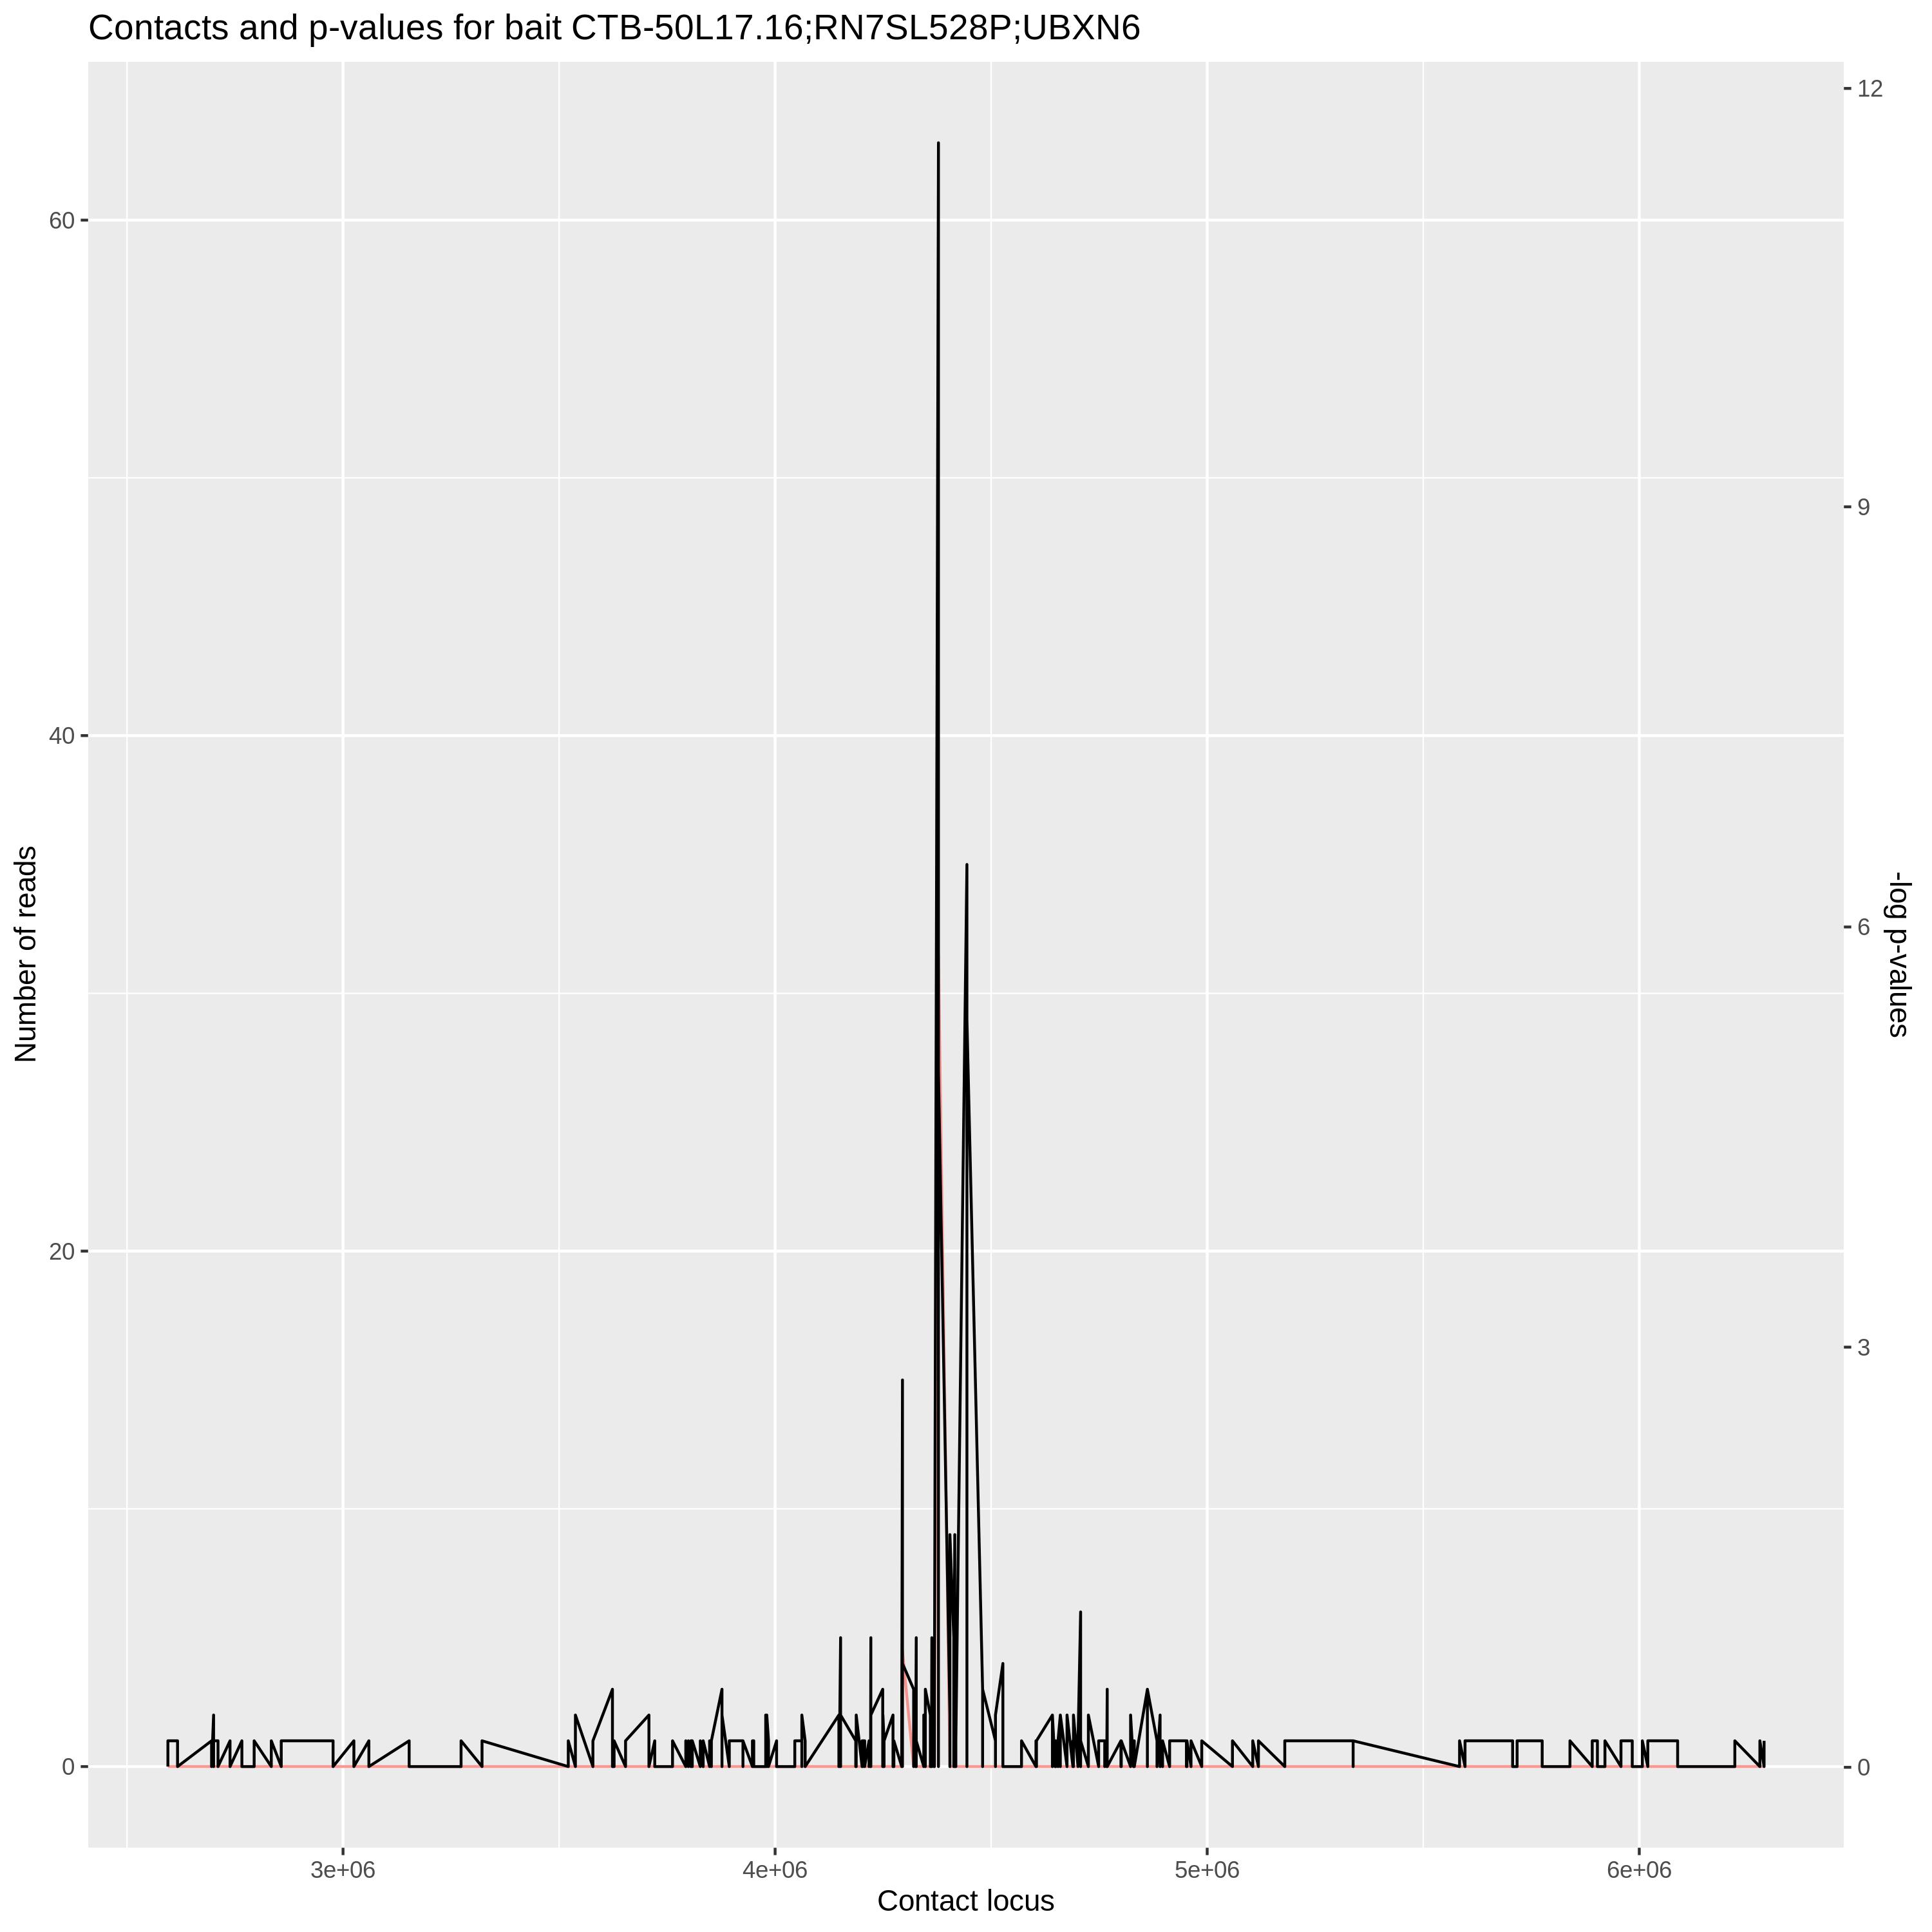 Contacts and p-values for bait CTB-50L17.16;RN7SL528P;UBXN6
12
60
9
40
Number of reads
6
-log p-values
20
3
0
0
3e+06
4e+06
5e+06
6e+06
Contact locus